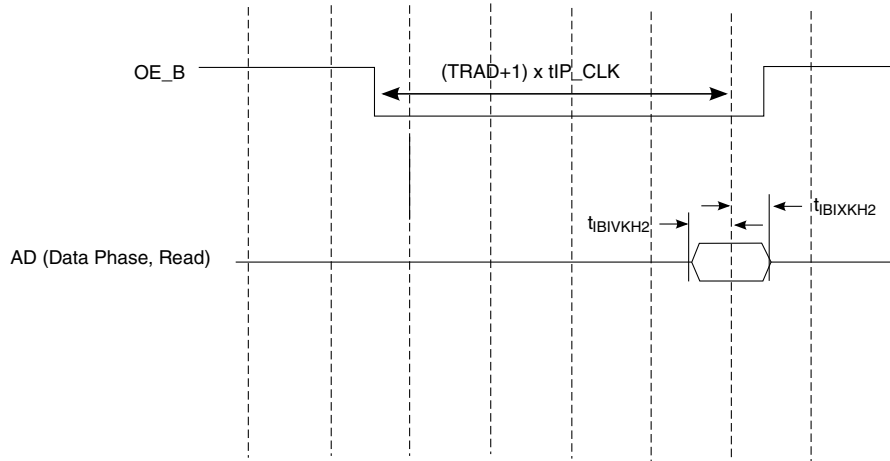 OE_B
(TRAD+1) x tIP_CLK
tIBIVKH2
tIBIXKH2
AD (Data Phase, Read)